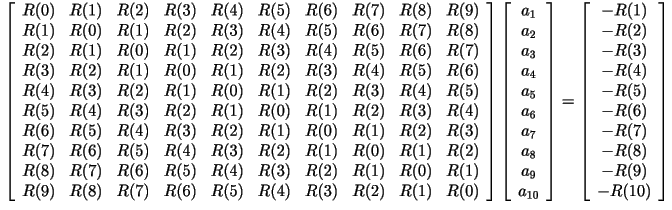 R(0) R(1) R(2) R(3) R(4) R(5) R(6) R(7) R(8) R(9) a₁ −R(1)
R(1) R(0) R(1) R(2) R(3) R(4) R(5) R(6) R(7) R(8) a₂ −R(2)
R(2) R(1) R(0) R(1) R(2) R(3) R(4) R(5) R(6) R(7) a₃ −R(3)
R(3) R(2) R(1) R(0) R(1) R(2) R(3) R(4) R(5) R(6) a₄ −R(4)
R(4) R(3) R(2) R(1) R(0) R(1) R(2) R(3) R(4) R(5) a₅ = −R(5)
R(5) R(4) R(3) R(2) R(1) R(0) R(1) R(2) R(3) R(4) a₆ −R(6)
R(6) R(5) R(4) R(3) R(2) R(1) R(0) R(1) R(2) R(3) a₇ −R(7)
R(7) R(6) R(5) R(4) R(3) R(2) R(1) R(0) R(1) R(2) a₈ −R(8)
R(8) R(7) R(6) R(5) R(4) R(3) R(2) R(1) R(0) R(1) a₉ −R(9)
R(9) R(8) R(7) R(6) R(5) R(4) R(3) R(2) R(1) R(0) a₁₀ −R(10)